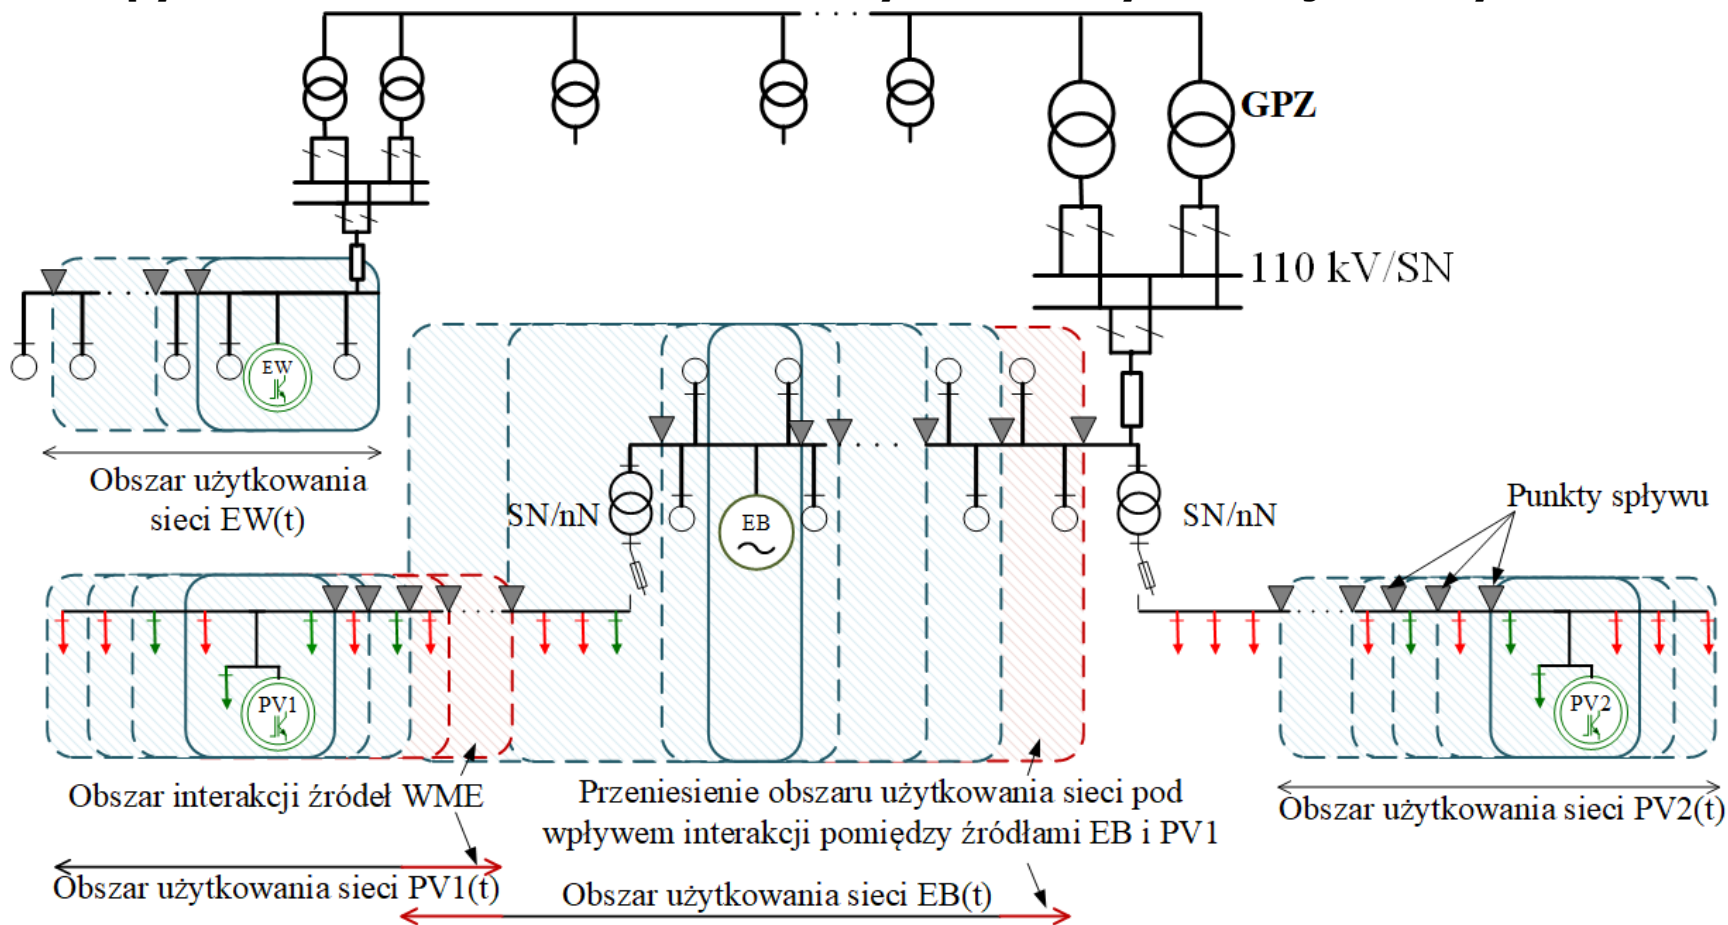 GPZ
110 kV/SN
EW
Obszar użytkowania
sieci EW(t)
SN/nN
EB
SN/nN
Punkty spływu
PV1
PV2
Obszar interakcji źródeł WME
Przeniesienie obszaru użytkowania sieci pod
wpływem interakcji pomiędzy źródłami EB i PV1
Obszar użytkowania sieci PV2(t)
Obszar użytkowania sieci PV1(t)
Obszar użytkowania sieci EB(t)